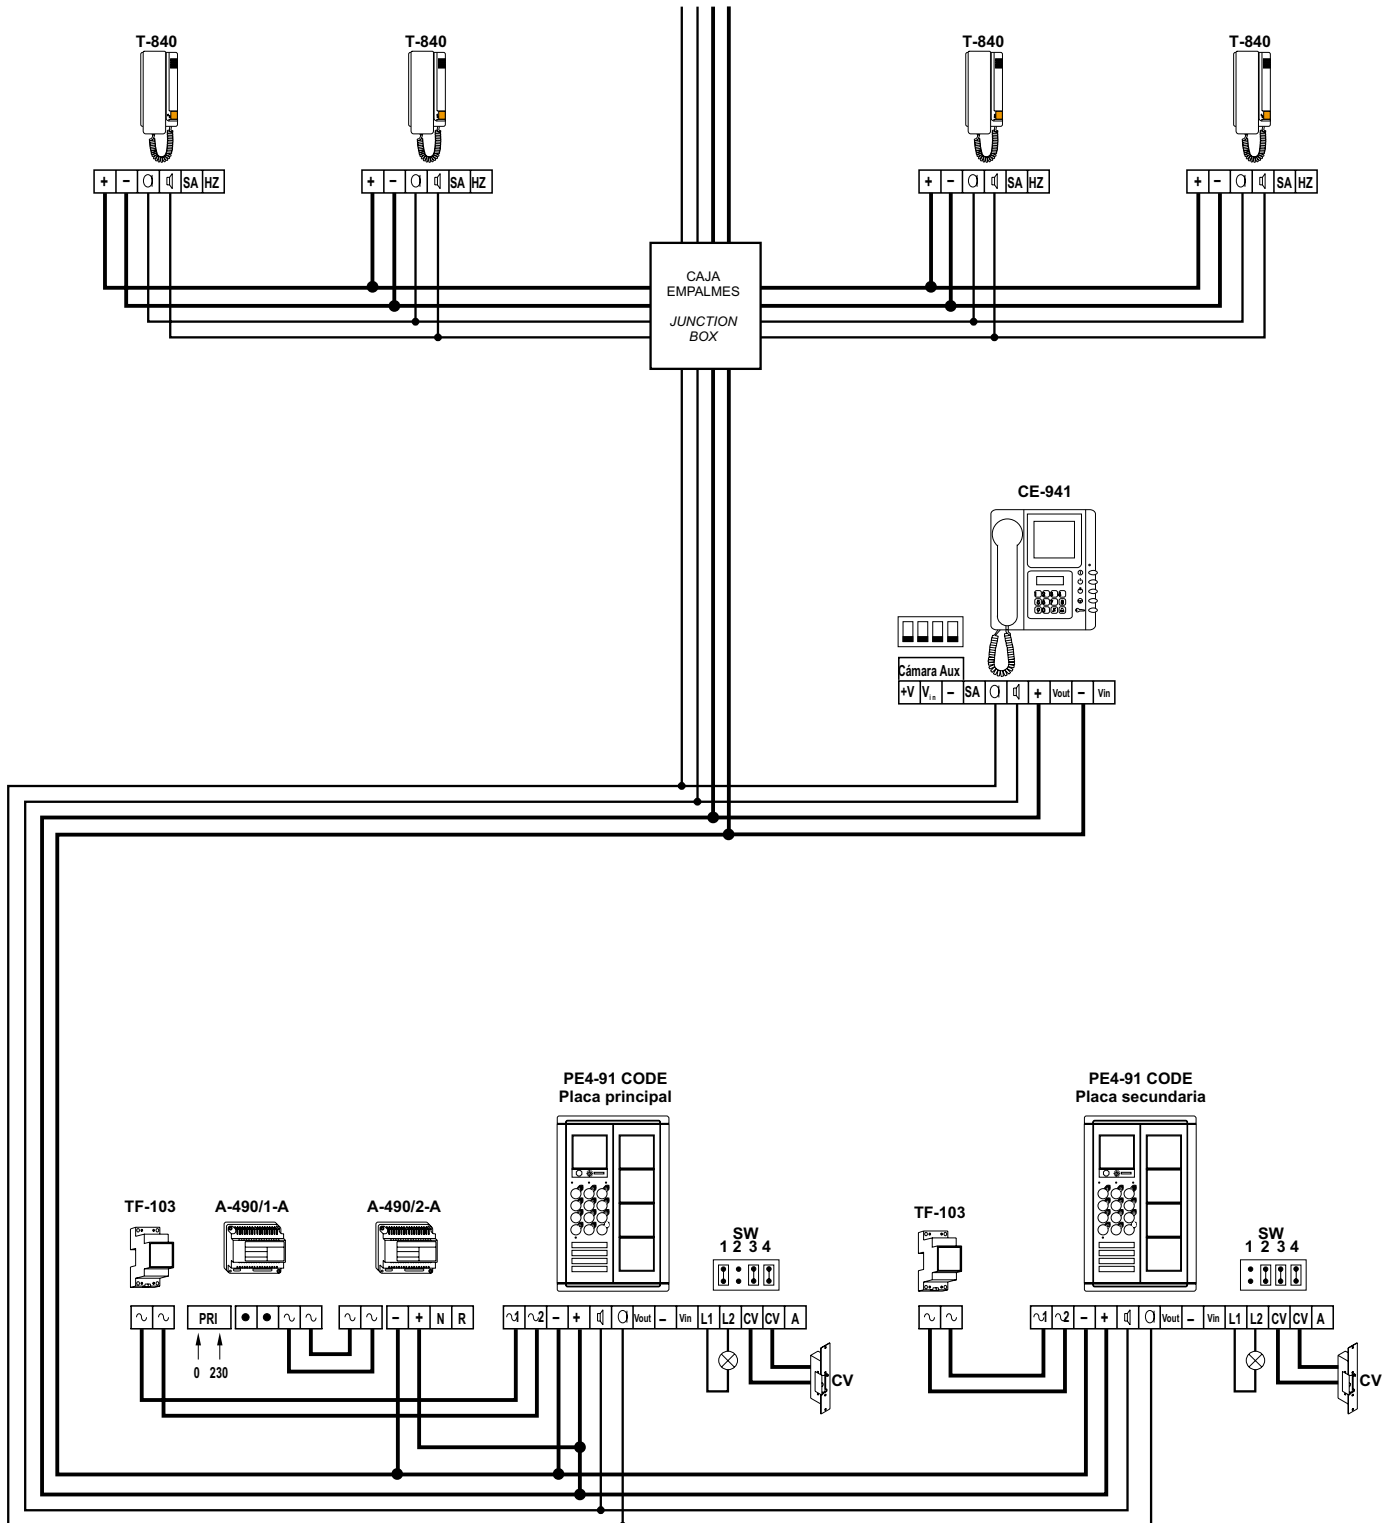 T-840 T-840 T-840 T-840
+ − SA HZ + − SA HZ + − SA HZ + − SA HZ
CAJA
EMPALMES
JUNCTION
BOX
CE-941
Cámara Aux
+V Vin − SA + Vout − Vin
PE4-91 CODE
Placa principal
PE4-91 CODE
Placa secundaria
TF-103 A-490/1-A A-490/2-A
TF-103
SW
1 2 3 4
SW
1 2 3 4
PRI − + N R
~1 ~2 − + Vout − Vin L1 L2 CV CV A
~1 ~2 − + Vout − Vin L1 L2 CV CV A
0 230
CV
CV